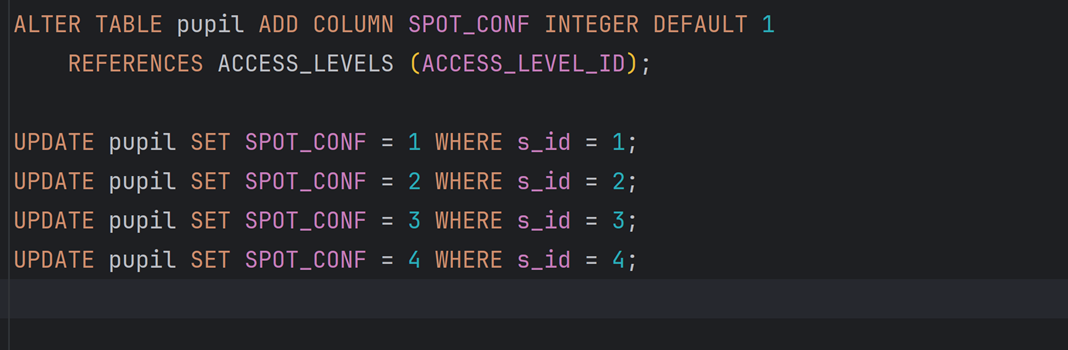 ALTER TABLE pupil ADD COLUMN SPOT_CONF INTEGER DEFAULT 1
REFERENCES ACCESS_LEVELS (ACCESS_LEVEL_ID);
UPDATE pupil SET SPOT_CONF = 1 WHERE s_id = 1;
UPDATE pupil SET SPOT_CONF = 2 WHERE s_id = 2;
UPDATE pupil SET SPOT_CONF = 3 WHERE s_id = 3;
UPDATE pupil SET SPOT_CONF = 4 WHERE s_id = 4;